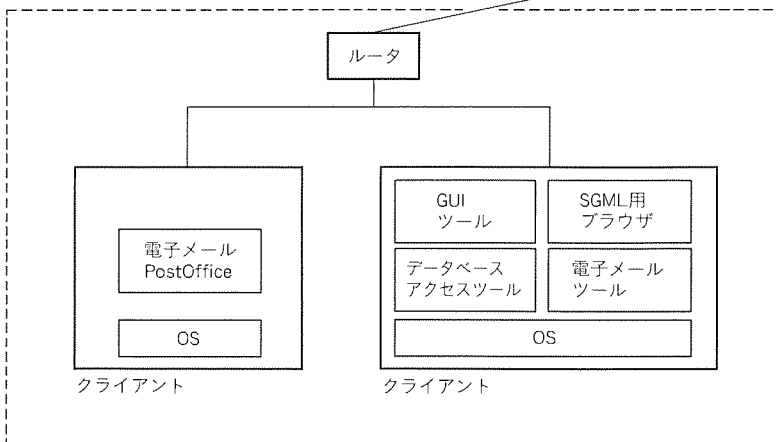 ルータ
電子メール
PostOffice
OS
クライアント
GUI
ツール
SGML用
ブラウザ
データベース
アクセスツール
電子メール
ツール
OS
クライアント